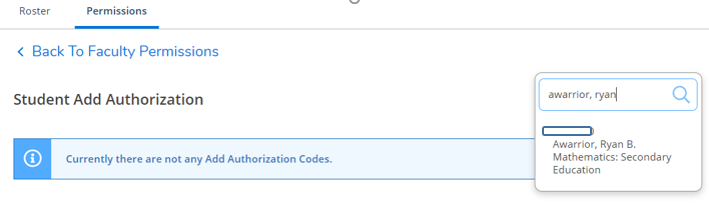 Roster Permissions
Back To Faculty Permissions
Student Add Authorization
Currently there are not any Add Authorization Codes.
awarrior, ryan
Awarrior, Ryan B.
Mathematics: Secondary
Education